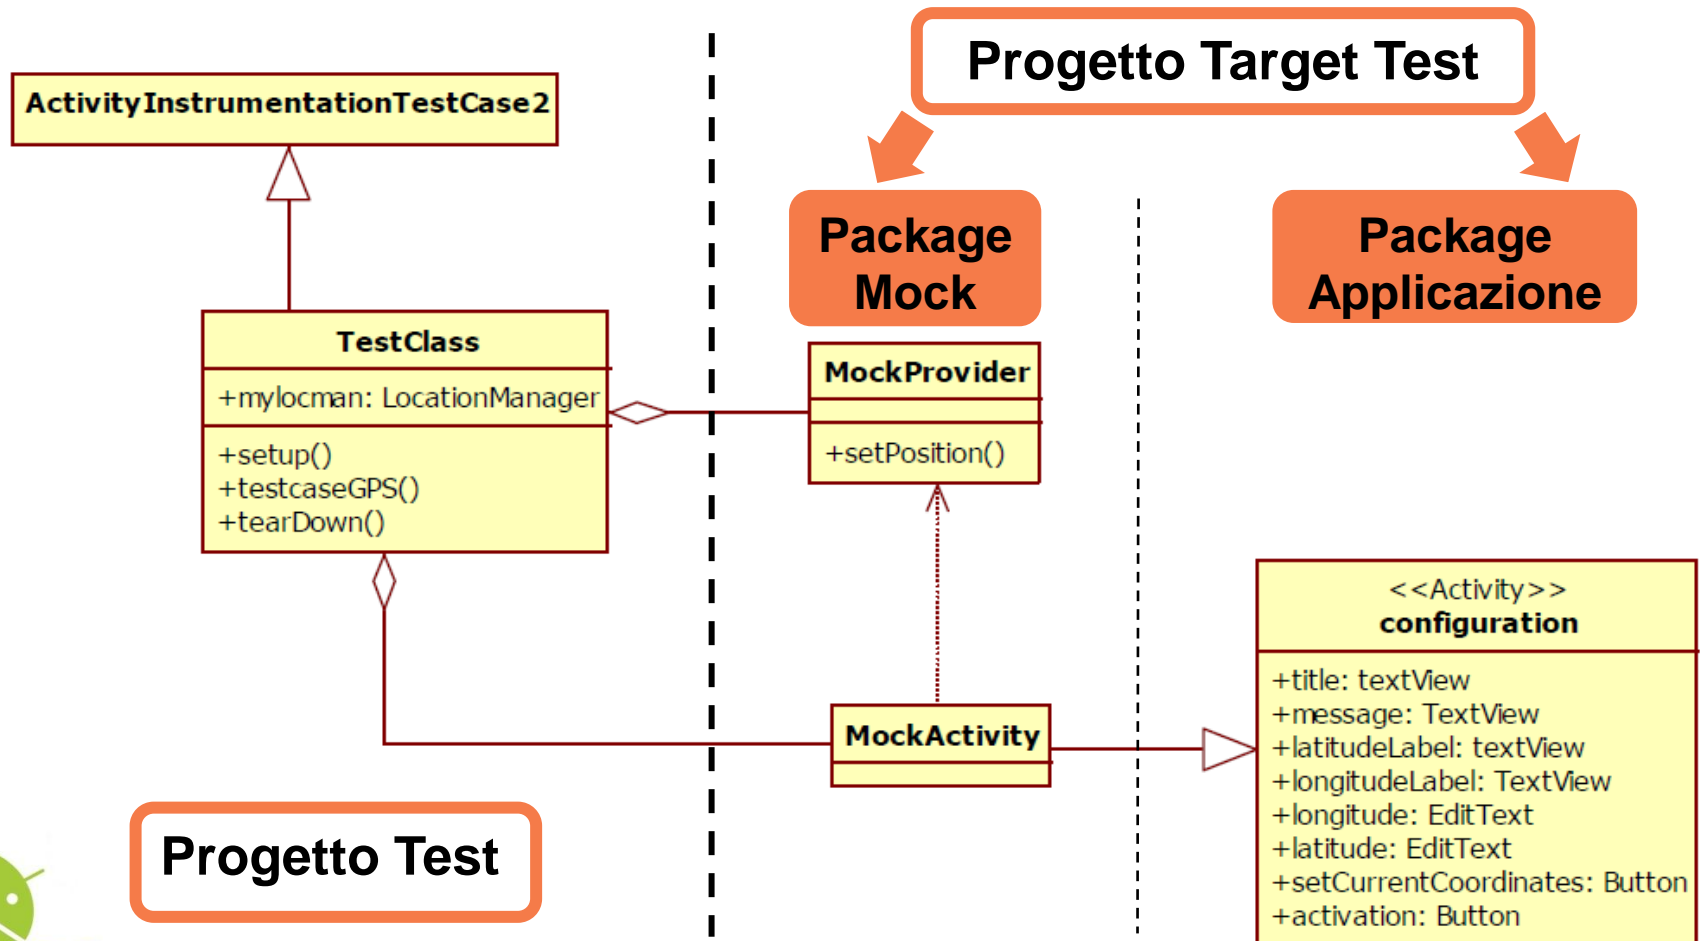 Progetto Target Test
ActivityInstrumentationTestCase2
Package
Mock
Package
Applicazione
TestClass
+mylocman: LocationManager
+setup()
+testcaseGPS()
+tearDown()
MockProvider
+setPosition()
MockActivity
<<Activity>>
configuration
+title: textView
+message: TextView
+latitudeLabel: textView
+longitudeLabel: TextView
+longitude: EditText
+latitude: EditText
+setCurrentCoordinates: Button
+activation: Button
Progetto Test